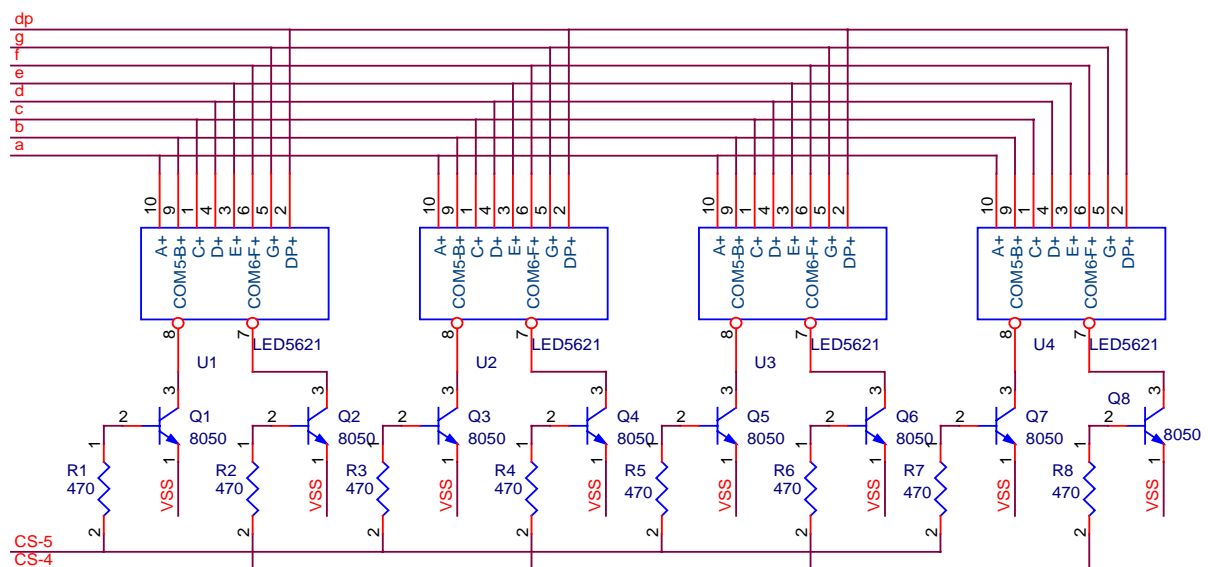 dp
g
f
e
d
c
b
a
10 9 1 4 3 6 5 2 10 9 1 4 3 6 5 2 10 9 1 4 3 6 5 2 10 9 1 4 3 6 5 2
A+ COM5-B+ C+ D+ E+ COM6-F+ G+ DP+ A+ COM5-B+ C+ D+ E+ COM6-F+ G+ DP+ A+ COM5-B+ C+ D+ E+ COM6-F+ G+ DP+ A+ COM5-B+ C+ D+ E+ COM6-F+ G+ DP+
8 7 8 7 8 7 8 7
LED5621 LED5621 LED5621 LED5621
U1 U2 U3 U4
3 3 3 3 3 3 3 3
2 Q1 2 Q2 2 Q3 2 Q4 2 Q5 2 Q6 2 Q7 2 Q8
8050 8050 8050 8050 8050 8050 8050 8050
1 1 1 1 1 1 1 1 1 1 1 1 1 1 1 1
R1 R2 R3 R4 R5 R6 R7 R8
470 470 470 470 470 470 470 470
VSS VSS VSS VSS VSS VSS VSS VSS
2 2 2 2 2 2 2 2
CS-5
CS-4